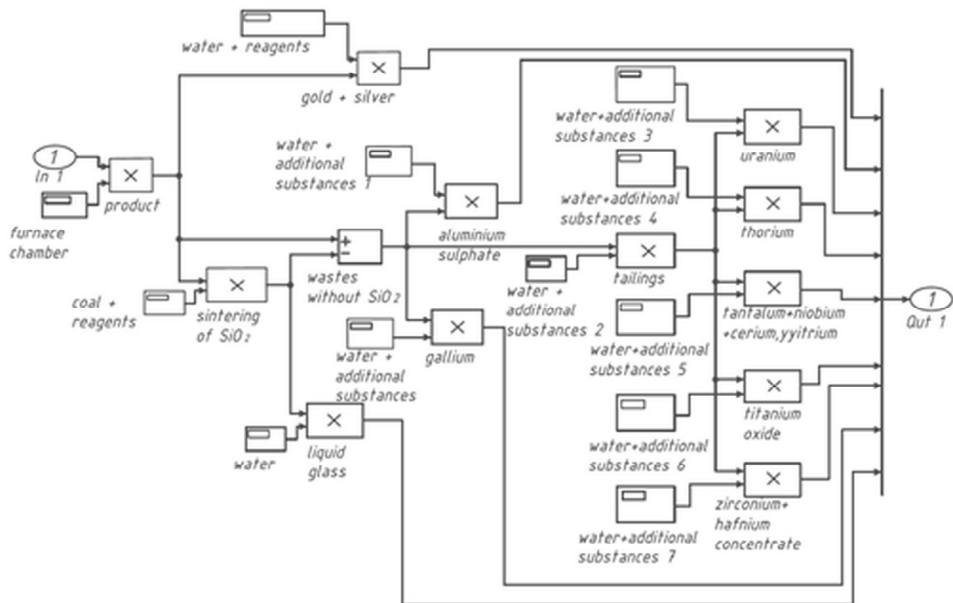 water + reagents
gold + silver
1
In 1
product
furnace
chamber
coal +
reagents
sintering
of SiO₂
water +
additional
substances 1
+
−
wastes
without SiO₂
aluminium
sulphate
water +
additional
substances
gallium
water
liquid
glass
water +
additional
substances 2
tailings
water+additional
substances 3
uranium
water+additional
substances 4
thorium
water+additional
substances 5
tantalum+niobium
+cerium,yyitrium
water+additional
substances 6
titanium
oxide
water+additional
substances 7
zirconium+
hafnium
concentrate
1
Qut 1